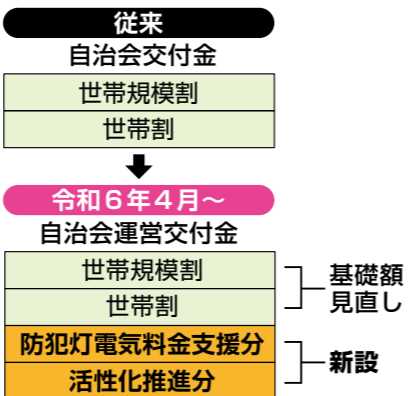 従来
自治会交付金
世帯規模割
世帯割
令和6年4月～
自治会運営交付金
世帯規模割
世帯割
基礎額
見直し
防犯灯電気料金支援分
活性化推進分
新設